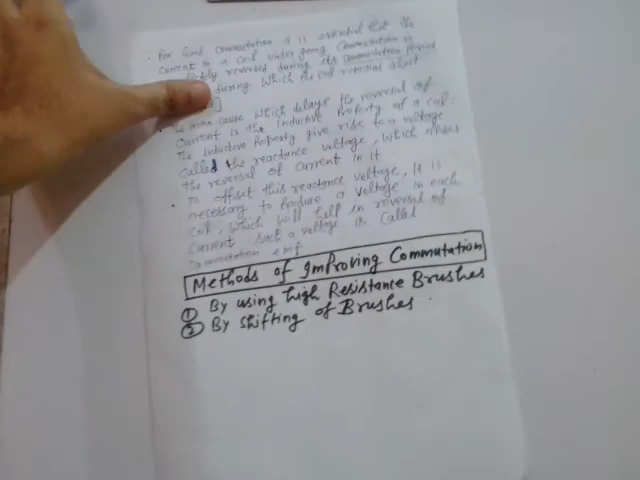 For Good Commutation it is essential that the
current in a coil undergoing commutation is
reversed during its commutation period
during which the coil remains short
The main cause which delays the reversal of
current is the inductive Property of a coil.
The inductive Property give rise to a voltage
called the reactance voltage, which
the reversal of current in it
To offset this reactance voltage, it is
necessary to Produce a voltage in each
coil, which will help in reversal of
current such a voltage is called
Commutation emf
Methods of Improving Commutation
① By using high Resistance Brushes
② By shifting of Brushes.